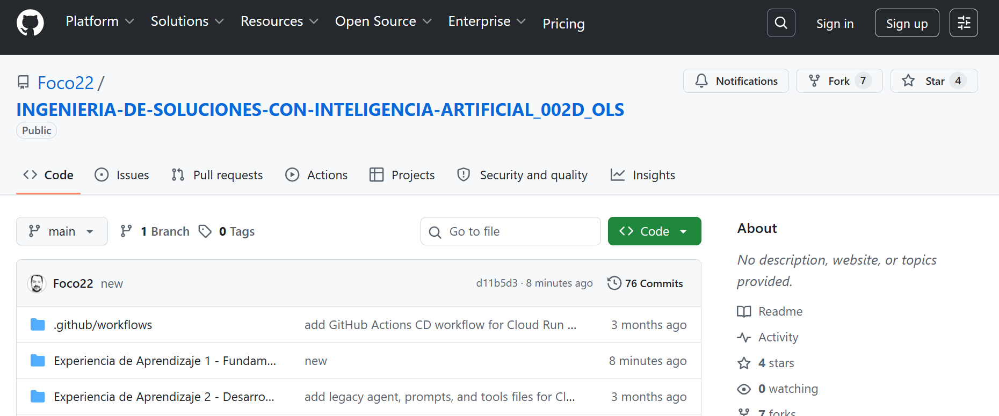 Platform Solutions Resources Open Source Enterprise Pricing Sign in Sign up
Foco22 /
INGENIERIA-DE-SOLUCIONES-CON-INTELIGENCIA-ARTIFICIAL_002D_OLS
Public
Notifications Fork 7 Star 4
Code Issues Pull requests Actions Projects Security and quality Insights
main 1 Branch 0 Tags Go to file Code
Foco22 new d11b5d3 · 8 minutes ago 76 Commits
.github/workflows add GitHub Actions CD workflow for Cloud Run ... 3 months ago
Experiencia de Aprendizaje 1 - Fundam... new 8 minutes ago
Experiencia de Aprendizaje 2 - Desarro... add legacy agent, prompts, and tools files for Cl... 3 months ago
About
No description, website, or topics
provided.
Readme
Activity
4 stars
0 watching
7 forks